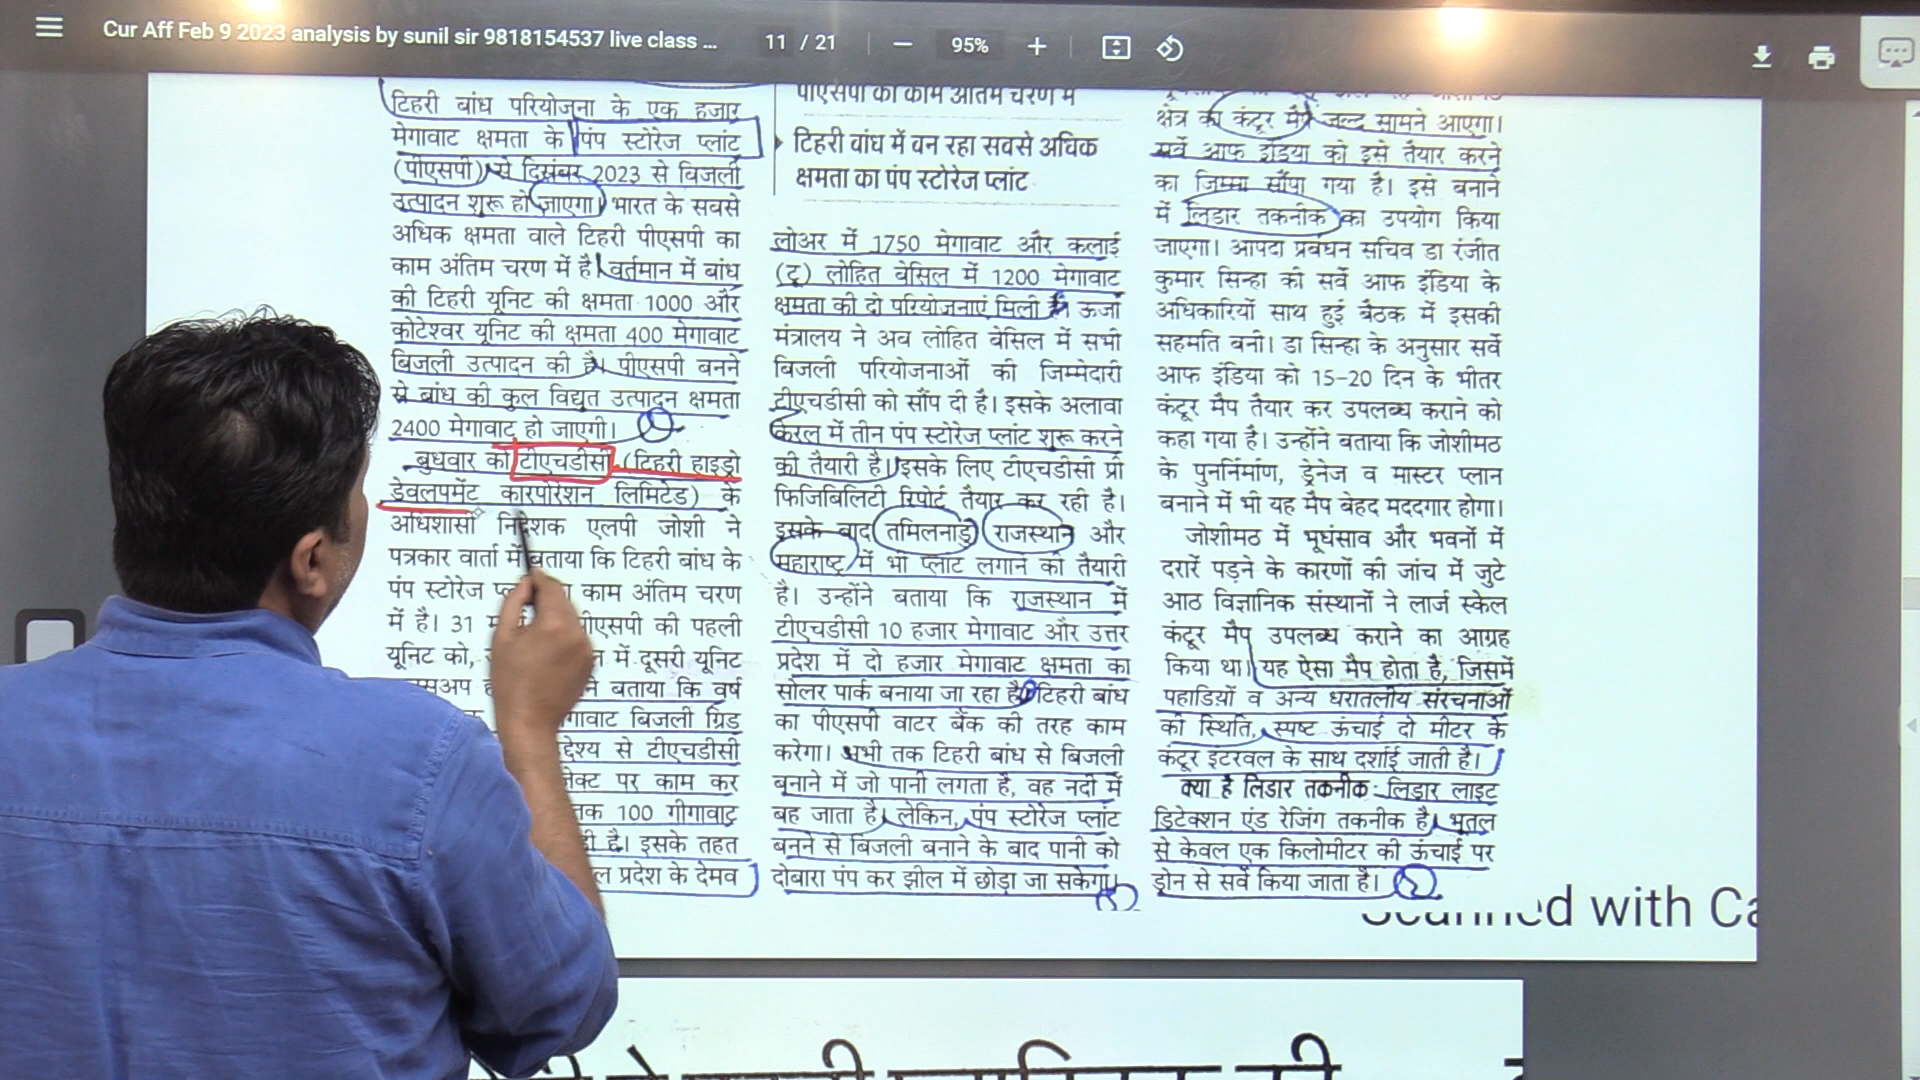 Cur Aff Feb 9 2023 analysis by sunil sir 9818154537 live class ...
11 / 21
95%
टिहरी बांध परियोजना के एक हजार
मेगावाट क्षमता के पंप स्टोरेज प्लांट
(पीएसपी) से दिसंबर 2023 से बिजली
उत्पादन शुरू हो जाएगा। भारत के सबसे
अधिक क्षमता वाले टिहरी पीएसपी का
काम अंतिम चरण में है। वर्तमान में बांध
की टिहरी यूनिट की क्षमता 1000 और
कोटेश्वर यूनिट की क्षमता 400 मेगावाट
बिजली उत्पादन की है। पीएसपी बनने
से बांध की कुल विद्युत उत्पादन क्षमता
2400 मेगावाट हो जाएगी।
बुधवार को टीएचडीसी (टिहरी हाइड्रो
डेवलपमेंट कारपोरेशन लिमिटेड) के
अधिशासी निदेशक एलपी जोशी ने
पत्रकार वार्ता में बताया कि टिहरी बांध के
पंप स्टोरेज काम अंतिम चरण
में है। 31 पीएसपी की पहली
यूनिट को, में दूसरी यूनिट
बताया कि वर्ष
बिजली ग्रिड
से टीएचडीसी
पर काम कर
तक 100 गीगावाट
है। इसके तहत
प्रदेश के देमव
पीएसपी का काम अंतिम चरण में
टिहरी बांध में बन रहा सबसे अधिक
क्षमता का पंप स्टोरेज प्लांट
लोअर में 1750 मेगावाट और कलाई
(टू) लोहित बेसिल में 1200 मेगावाट
क्षमता की दो परियोजनाएं मिली हैं। ऊर्जा
मंत्रालय ने अब लोहित बेसिल में सभी
बिजली परियोजनाओं की जिम्मेदारी
टीएचडीसी को सौंप दी है। इसके अलावा
केरल में तीन पंप स्टोरेज प्लांट शुरू करने
की तैयारी है। इसके लिए टीएचडीसी प्री
फिजिबिलिटी रिपोर्ट तैयार कर रही है।
इसके बाद तमिलनाडु राजस्थान और
महाराष्ट्र में भी प्लांट लगाने की तैयारी
है। उन्होंने बताया कि राजस्थान में
टीएचडीसी 10 हजार मेगावाट और उत्तर
प्रदेश में दो हजार मेगावाट क्षमता का
सोलर पार्क बनाया जा रहा है। टिहरी बांध
का पीएसपी वाटर बैंक की तरह काम
करेगा। अभी तक टिहरी बांध से बिजली
बनाने में जो पानी लगता है, वह नदी में
बह जाता है। लेकिन, पंप स्टोरेज प्लांट
बनने से बिजली बनाने के बाद पानी को
दोबारा पंप कर झील में छोड़ा जा सकेगा।
क्षेत्र का कंटूर मैप जल्द सामने आएगा।
सर्वे आफ इंडिया को इसे तैयार करने
का जिम्मा सौंपा गया है। इसे बनाने
में लिडार तकनीक का उपयोग किया
जाएगा। आपदा प्रबंधन सचिव डा रंजीत
कुमार सिन्हा की सर्वे आफ इंडिया के
अधिकारियों साथ हुई बैठक में इसकी
सहमति बनी। डा सिन्हा के अनुसार सर्वे
आफ इंडिया को 15-20 दिन के भीतर
कंटूर मैप तैयार कर उपलब्ध कराने को
कहा गया है। उन्होंने बताया कि जोशीमठ
के पुनर्निर्माण, ड्रेनेज व मास्टर प्लान
बनाने में भी यह मैप बेहद मददगार होगा।
जोशीमठ में भूधंसाव और भवनों में
दरारें पड़ने के कारणों की जांच में जुटे
आठ विज्ञानिक संस्थानों ने लार्ज स्केल
कंटूर मैप उपलब्ध कराने का आग्रह
किया था। यह ऐसा मैप होता है, जिसमें
पहाडियों व अन्य धरातलीय संरचनाओं
की स्थिति, स्पष्ट ऊंचाई दो मीटर के
कंटूर इंटरवल के साथ दर्शाई जाती है।
क्या है लिडार तकनीक- लिडार लाइट
डिटेक्शन एंड रेजिंग तकनीक है। भूतल
से केवल एक किलोमीटर की ऊंचाई पर
ड्रोन से सर्वे किया जाता है।
Scanned with Ca